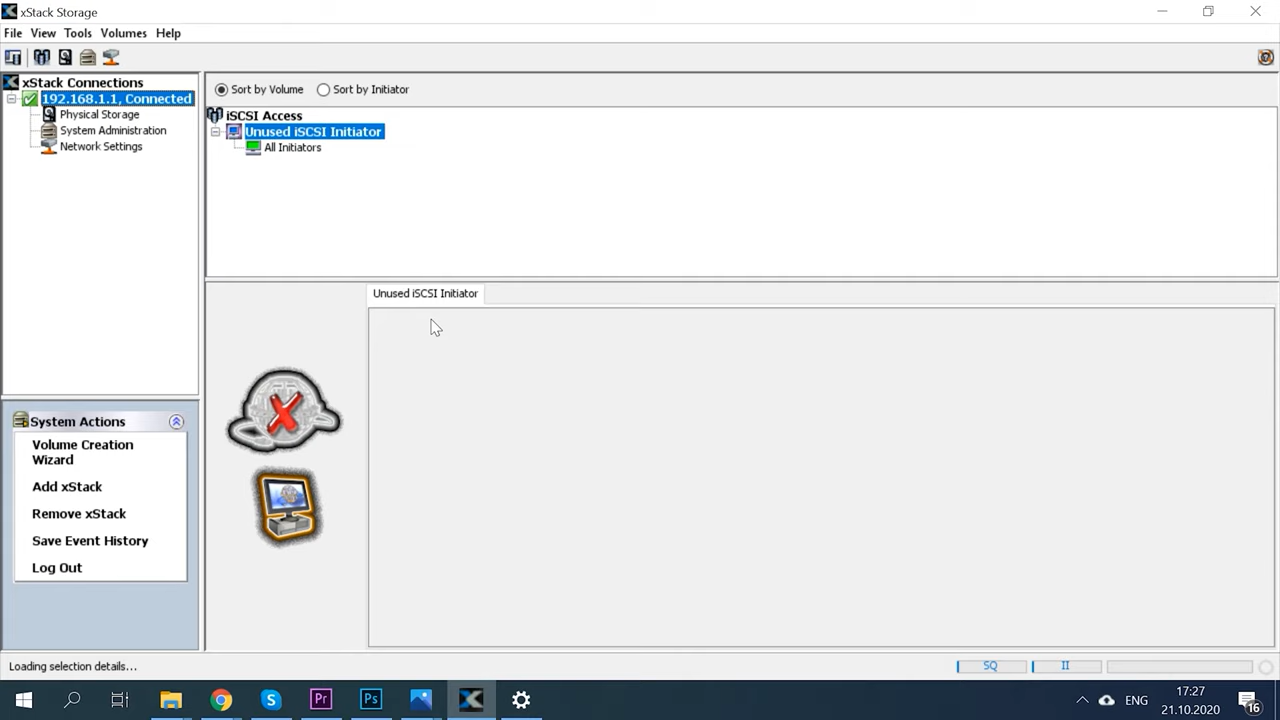 xStack Storage
File View Tools Volumes Help
xStack Connections
192.168.1.1, Connected
Physical Storage
System Administration
Network Settings
Sort by Volume Sort by Initiator
iSCSI Access
Unused iSCSI Initiator
All Initiators
Unused iSCSI Initiator
System Actions
Volume Creation
Wizard
Add xStack
Remove xStack
Save Event History
Log Out
Loading selection details...
SQ II
Pr Ps
ENG
17:27
21.10.2020
16